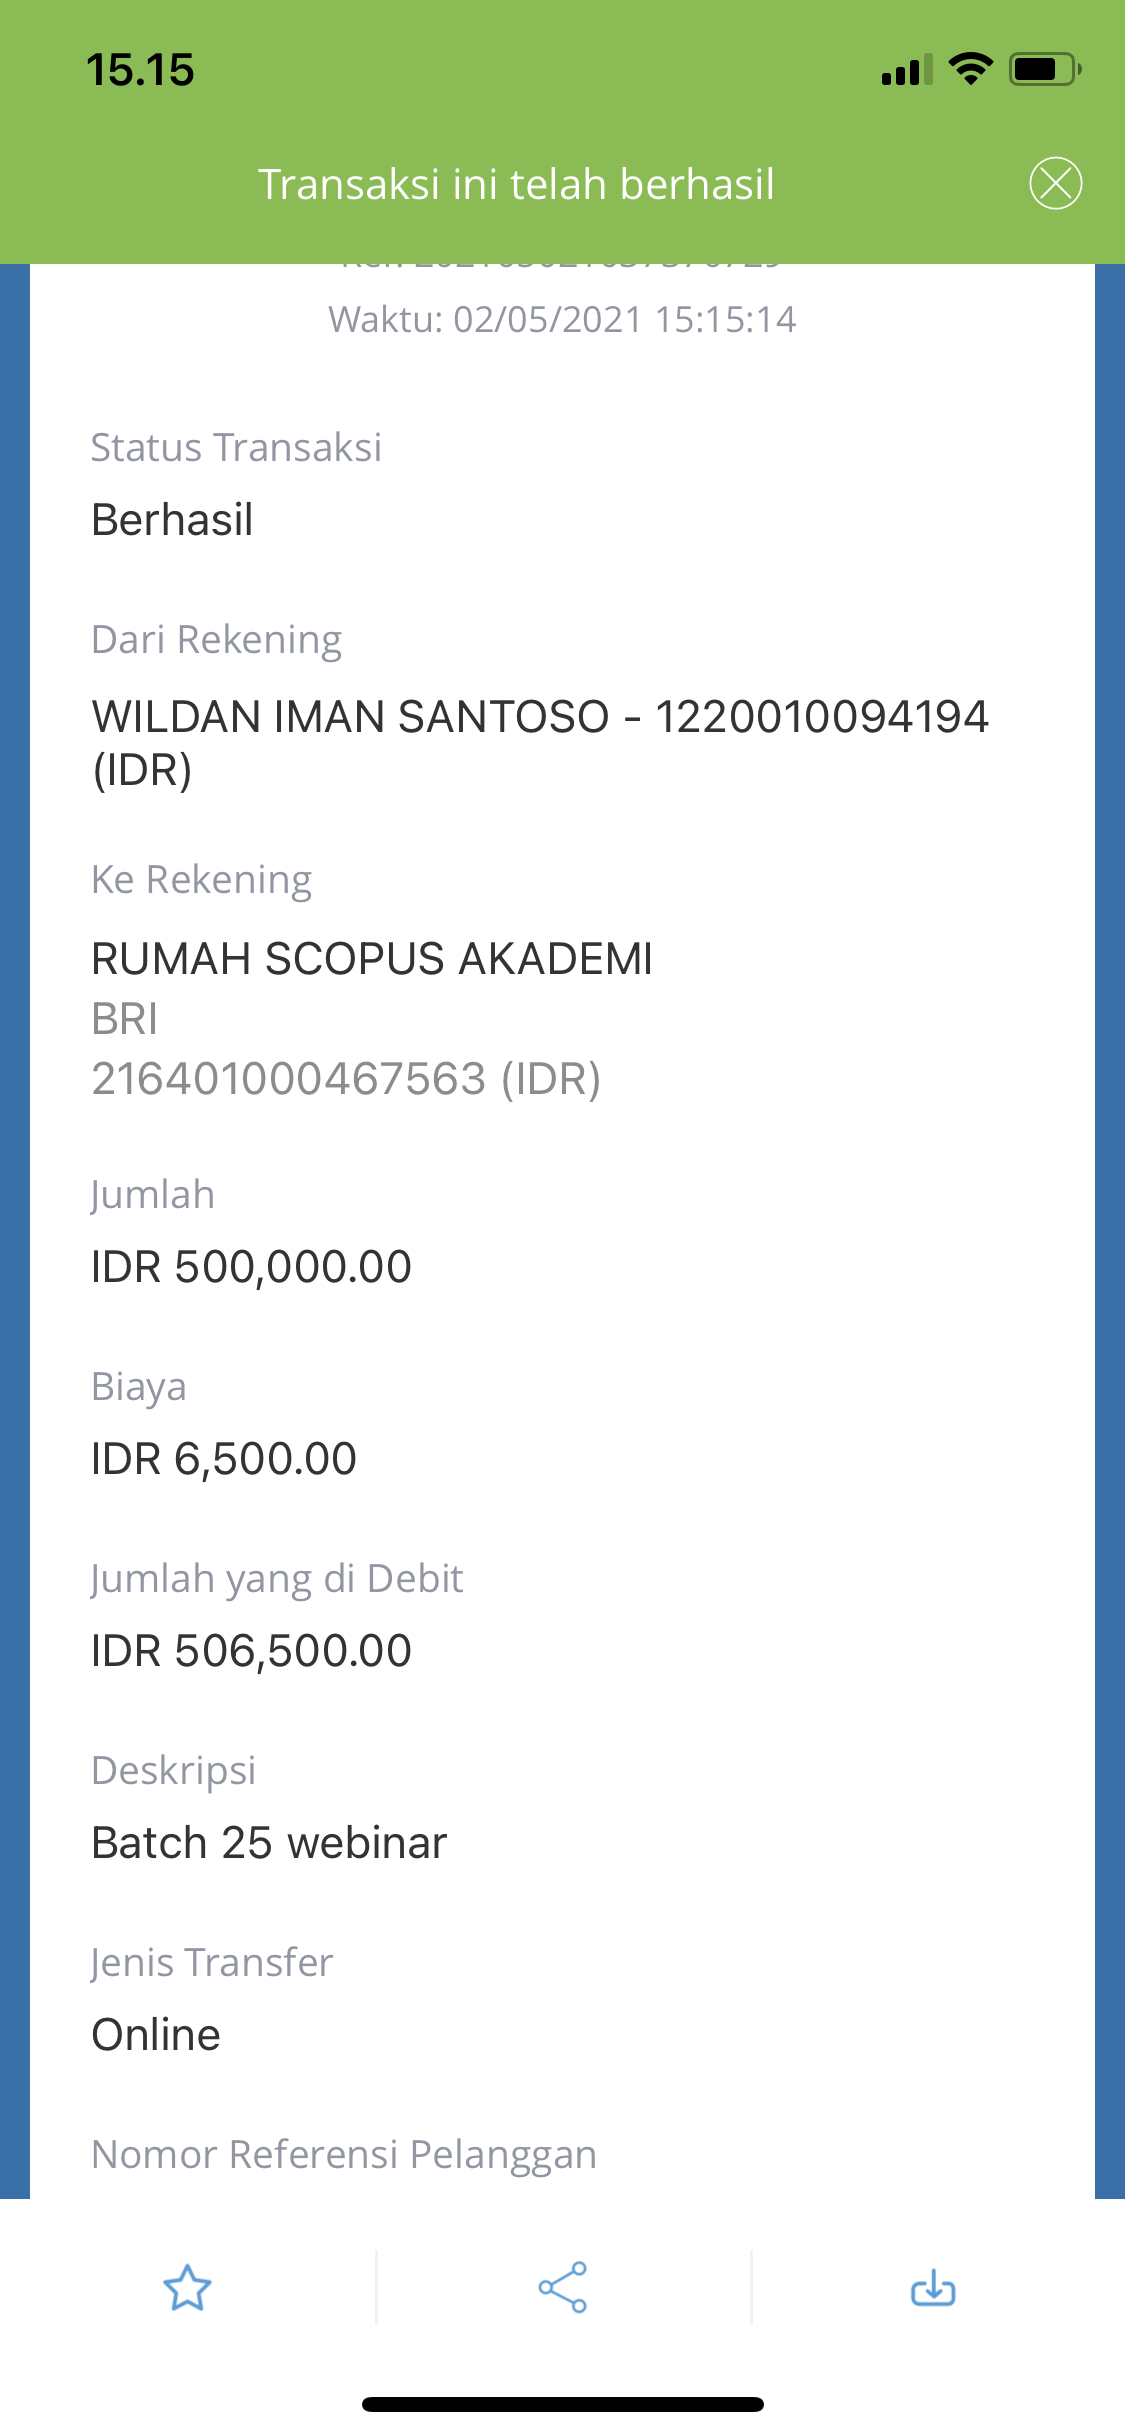 15.15
Transaksi ini telah berhasil
Waktu: 02/05/2021 15:15:14
Status Transaksi
Berhasil
Dari Rekening
WILDAN IMAN SANTOSO - 1220010094194
(IDR)
Ke Rekening
RUMAH SCOPUS AKADEMI
BRI
216401000467563 (IDR)
Jumlah
IDR 500,000.00
Biaya
IDR 6,500.00
Jumlah yang di Debit
IDR 506,500.00
Deskripsi
Batch 25 webinar
Jenis Transfer
Online
Nomor Referensi Pelanggan